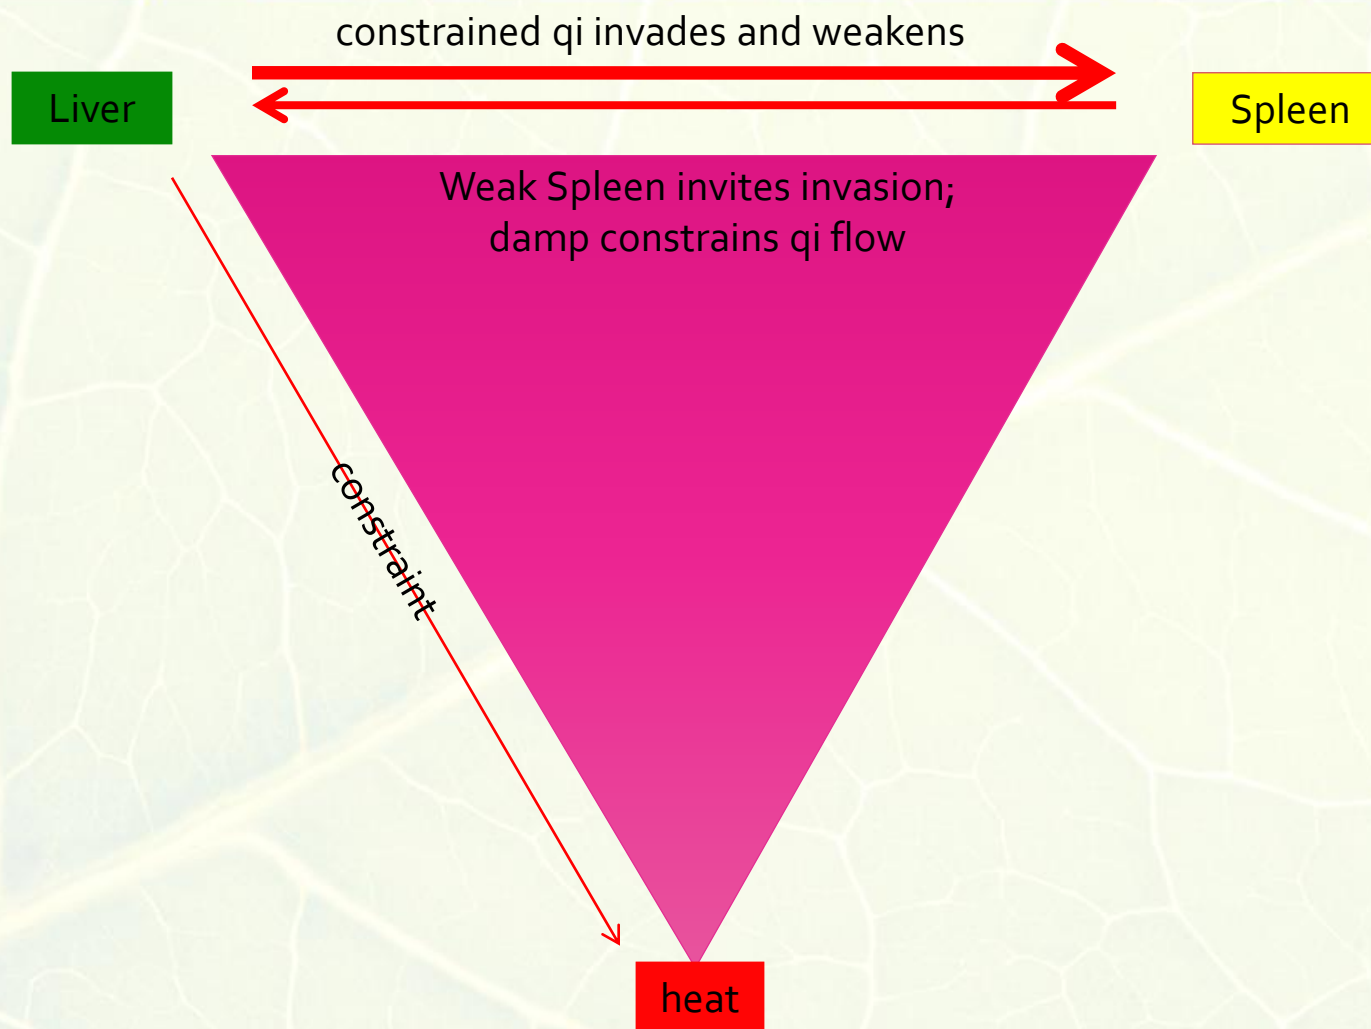 constrained qi invades and weakens
Liver
Spleen
Weak Spleen invites invasion;
damp constrains qi flow
constraint
heat